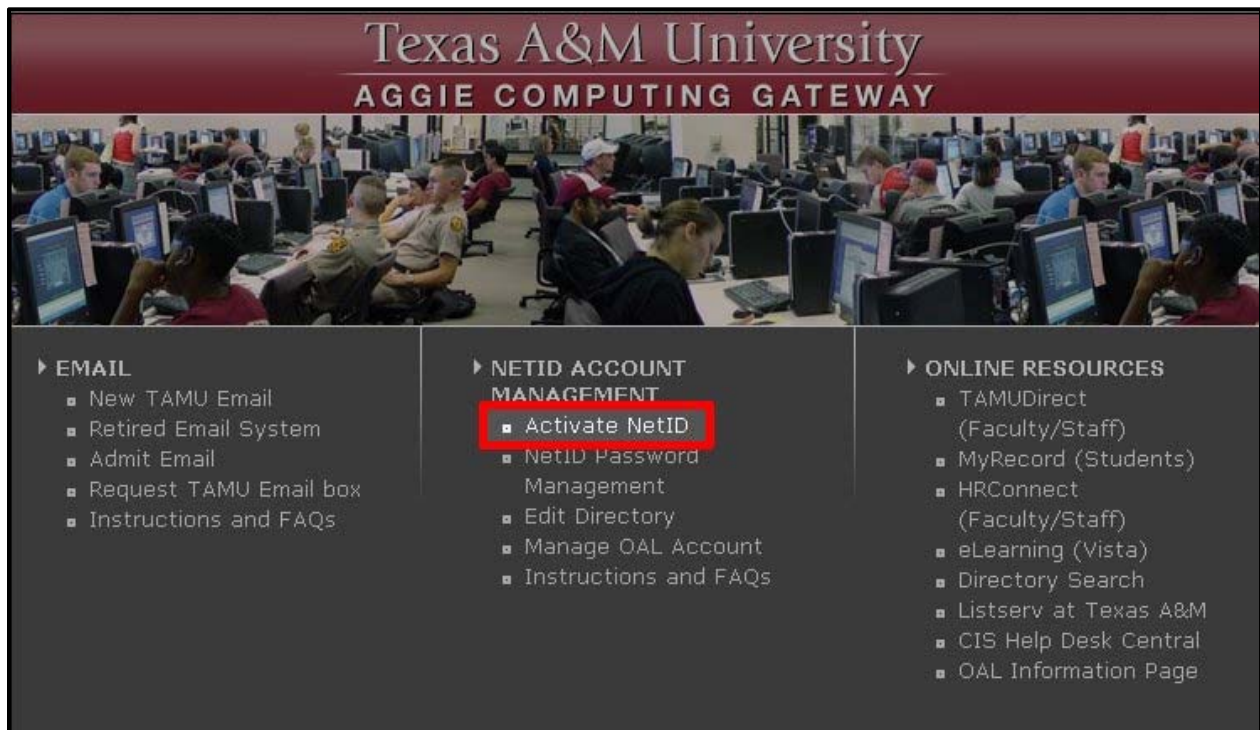 Texas A&M University
AGGIE COMPUTING GATEWAY
EMAIL
New TAMU Email
Retired Email System
Admit Email
Request TAMU Email box
Instructions and FAQs
NETID ACCOUNT
MANAGEMENT
Activate NetID
NetID Password
Management
Edit Directory
Manage OAL Account
Instructions and FAQs
ONLINE RESOURCES
TAMUDirect
(Faculty/Staff)
MyRecord (Students)
HRConnect
(Faculty/Staff)
eLearning (Vista)
Directory Search
Listserv at Texas A&M
CIS Help Desk Central
OAL Information Page